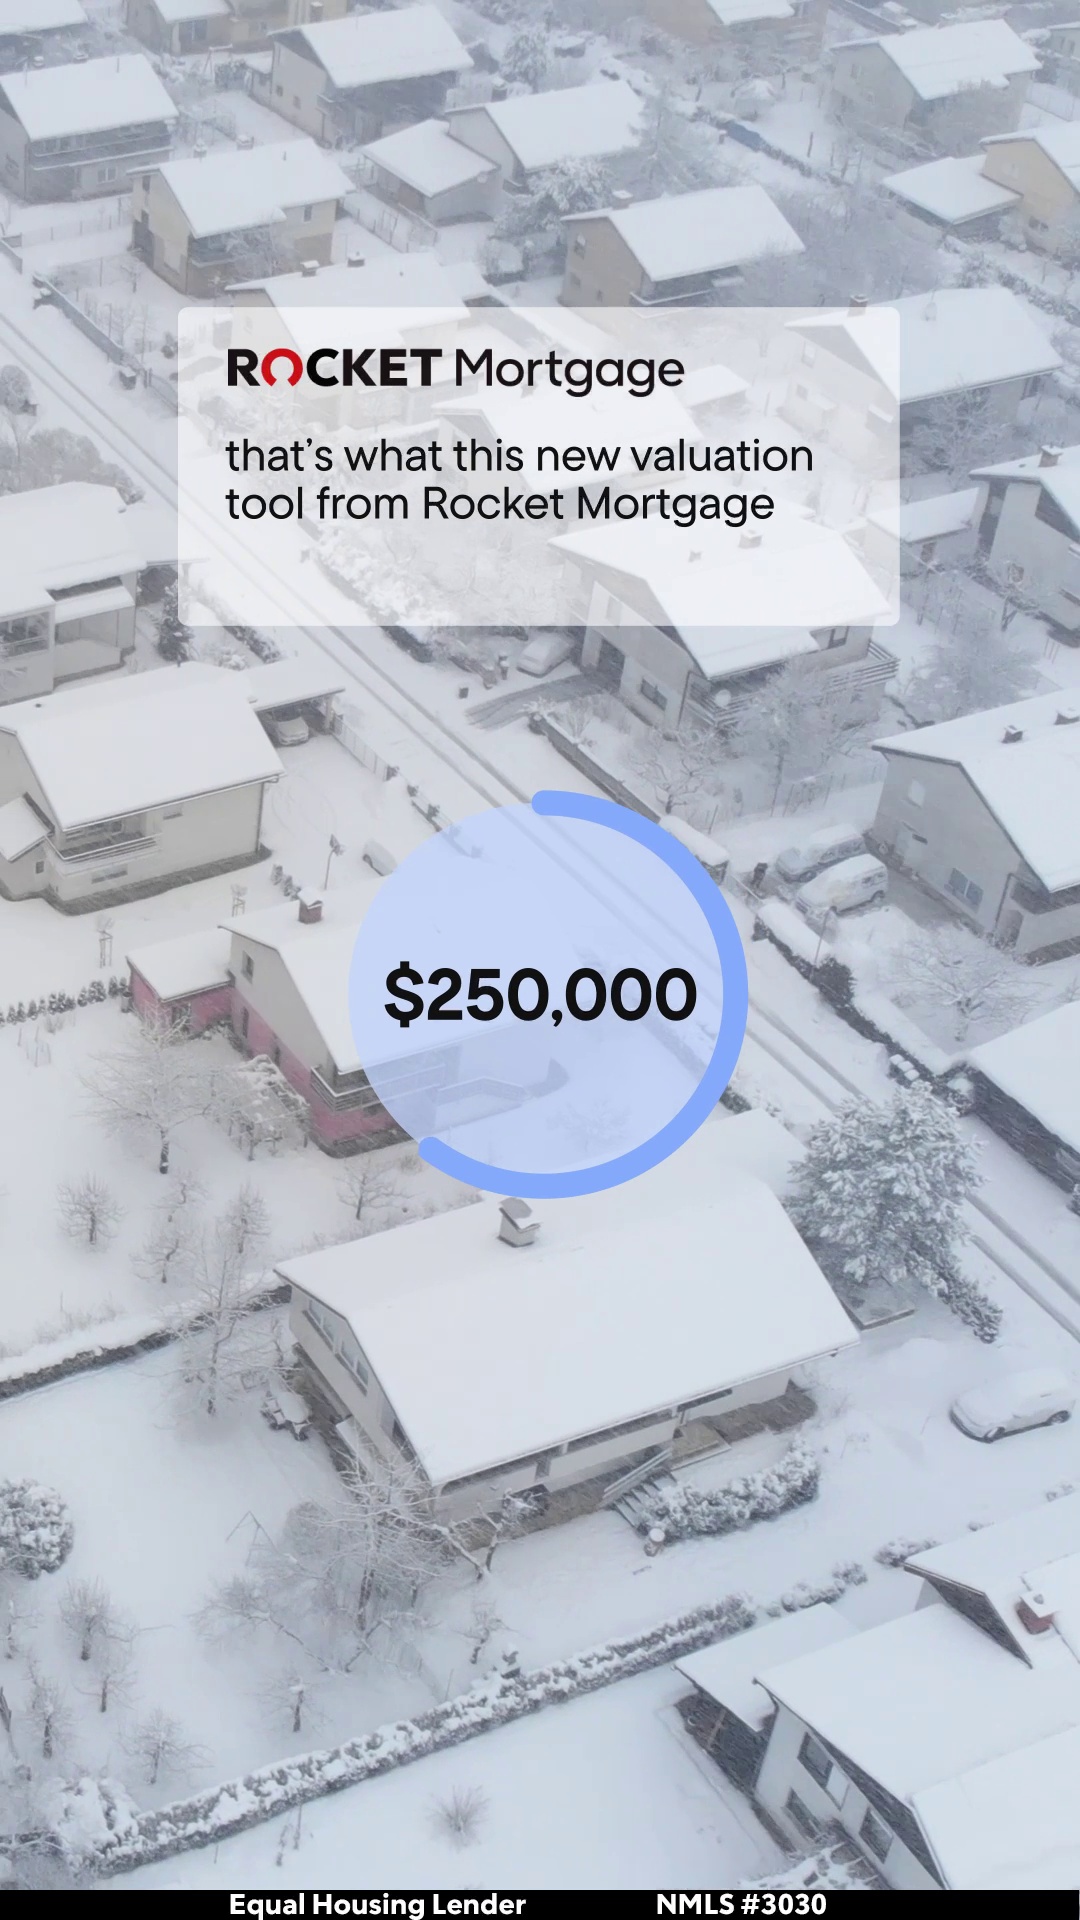 ROCKET Mortgage
that’s what this new valuation
tool from Rocket Mortgage
$250,000
Equal Housing Lender NMLS #3030